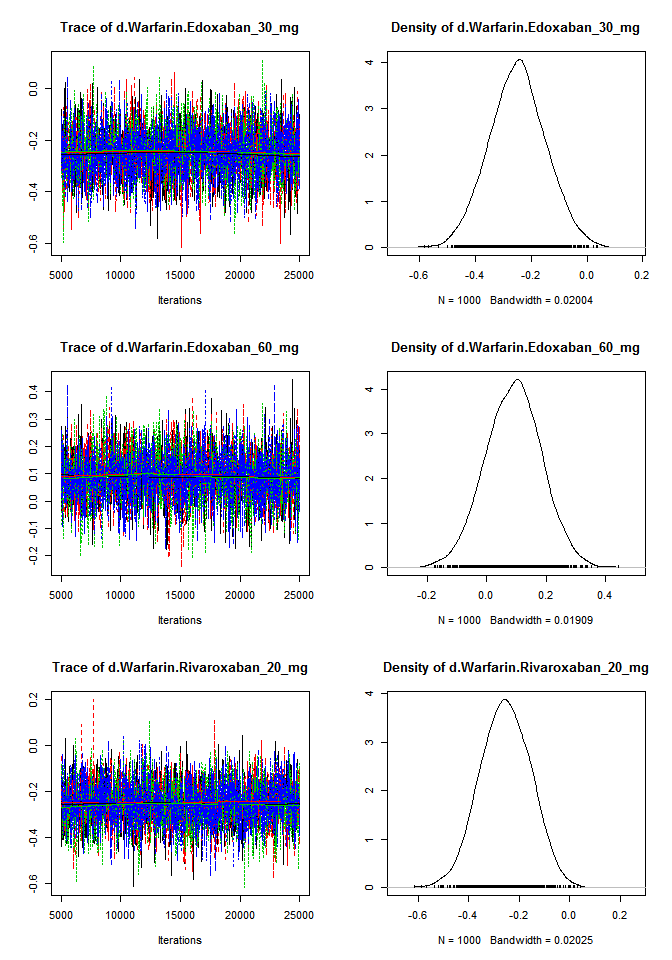 Trace of d.Warfarin.Edoxaban_30_mg
0.0
-0.2
-0.4
-0.6
5000 10000 15000 20000 25000
Iterations
Density of d.Warfarin.Edoxaban_30_mg
4
3
2
1
0
-0.6 -0.4 -0.2 0.0 0.2
N = 1000 Bandwidth = 0.02004
Trace of d.Warfarin.Edoxaban_60_mg
0.4
0.3
0.2
0.1
0.0
-0.1
-0.2
5000 10000 15000 20000 25000
Iterations
Density of d.Warfarin.Edoxaban_60_mg
4
3
2
1
0
-0.2 0.0 0.2 0.4
N = 1000 Bandwidth = 0.01909
Trace of d.Warfarin.Rivaroxaban_20_mg
0.2
0.0
-0.2
-0.4
-0.6
5000 10000 15000 20000 25000
Iterations
Density of d.Warfarin.Rivaroxaban_20_mg
4
3
2
1
0
-0.6 -0.4 -0.2 0.0 0.2
N = 1000 Bandwidth = 0.02025